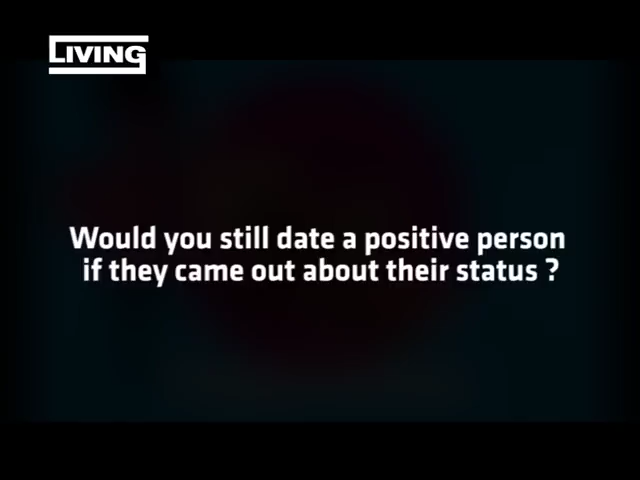 LIVING
Would you still date a positive person
if they came out about their status ?